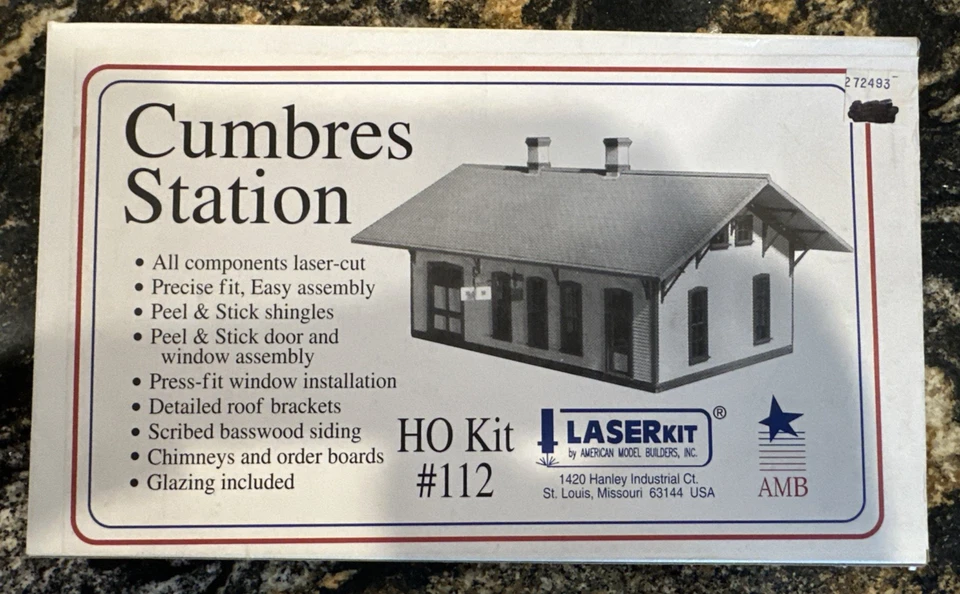 272493
Cumbres
Station
• All components laser-cut
• Precise fit, Easy assembly
• Peel & Stick shingles
• Peel & Stick door and
window assembly
• Press-fit window installation
• Detailed roof brackets
• Scribed basswood siding
• Chimneys and order boards
• Glazing included
HO Kit
#112
LASERKIT®
by AMERICAN MODEL BUILDERS, INC.
1420 Hanley Industrial Ct.
St. Louis, Missouri 63144 USA
AMB